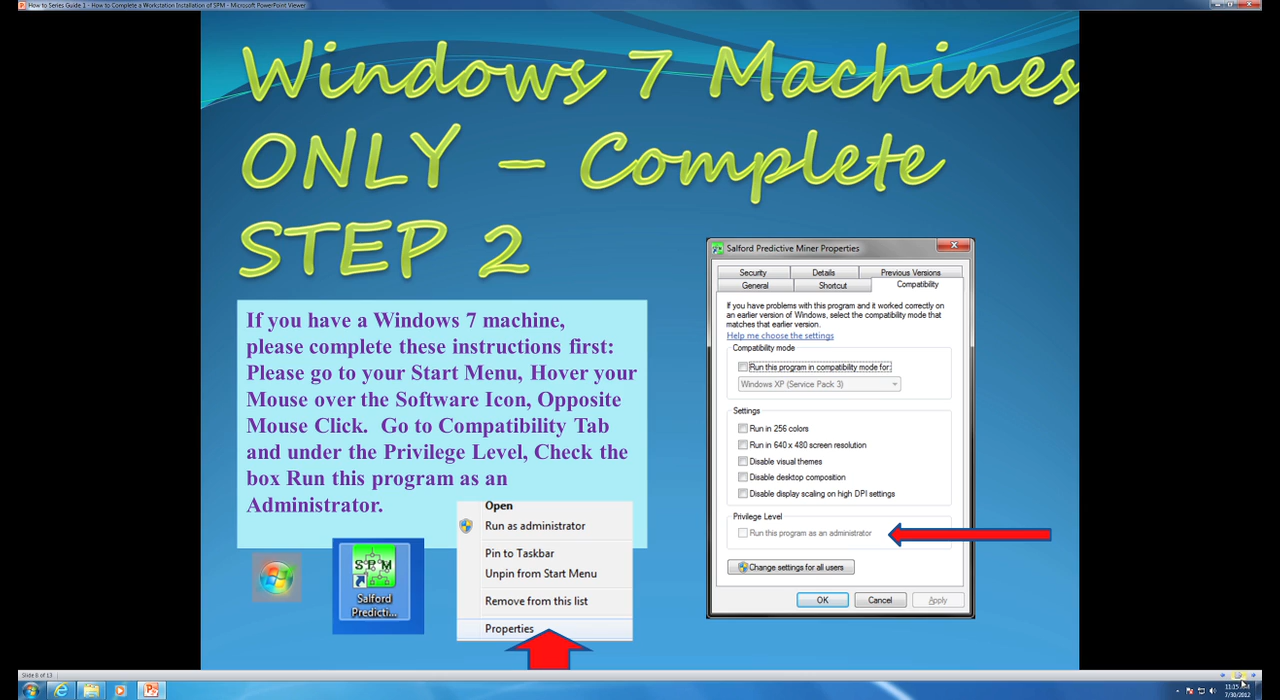 How to Series Guide 1 - How to Complete a Workstation Installation of SPM - Microsoft PowerPoint Viewer
Windows 7 Machines
ONLY – Complete
STEP 2
If you have a Windows 7 machine,
please complete these instructions first:
Please go to your Start Menu, Hover your
Mouse over the Software Icon, Opposite
Mouse Click. Go to Compatibility Tab
and under the Privilege Level, Check the
box Run this program as an
Administrator.
SPM
Salford
Predicti...
Open
Run as administrator
Pin to Taskbar
Unpin from Start Menu
Remove from this list
Properties
Salford Predictive Miner Properties
Security Details Previous Versions
General Shortcut Compatibility
If you have problems with this program and it worked correctly on
an earlier version of Windows, select the compatibility mode that
matches that earlier version.
Help me choose the settings
Compatibility mode
Run this program in compatibility mode for:
Windows XP (Service Pack 3)
Settings
Run in 256 colors
Run in 640 x 480 screen resolution
Disable visual themes
Disable desktop composition
Disable display scaling on high DPI settings
Privilege Level
Run this program as an administrator
Change settings for all users
OK Cancel Apply
Slide 8 of 13
7/30/2012